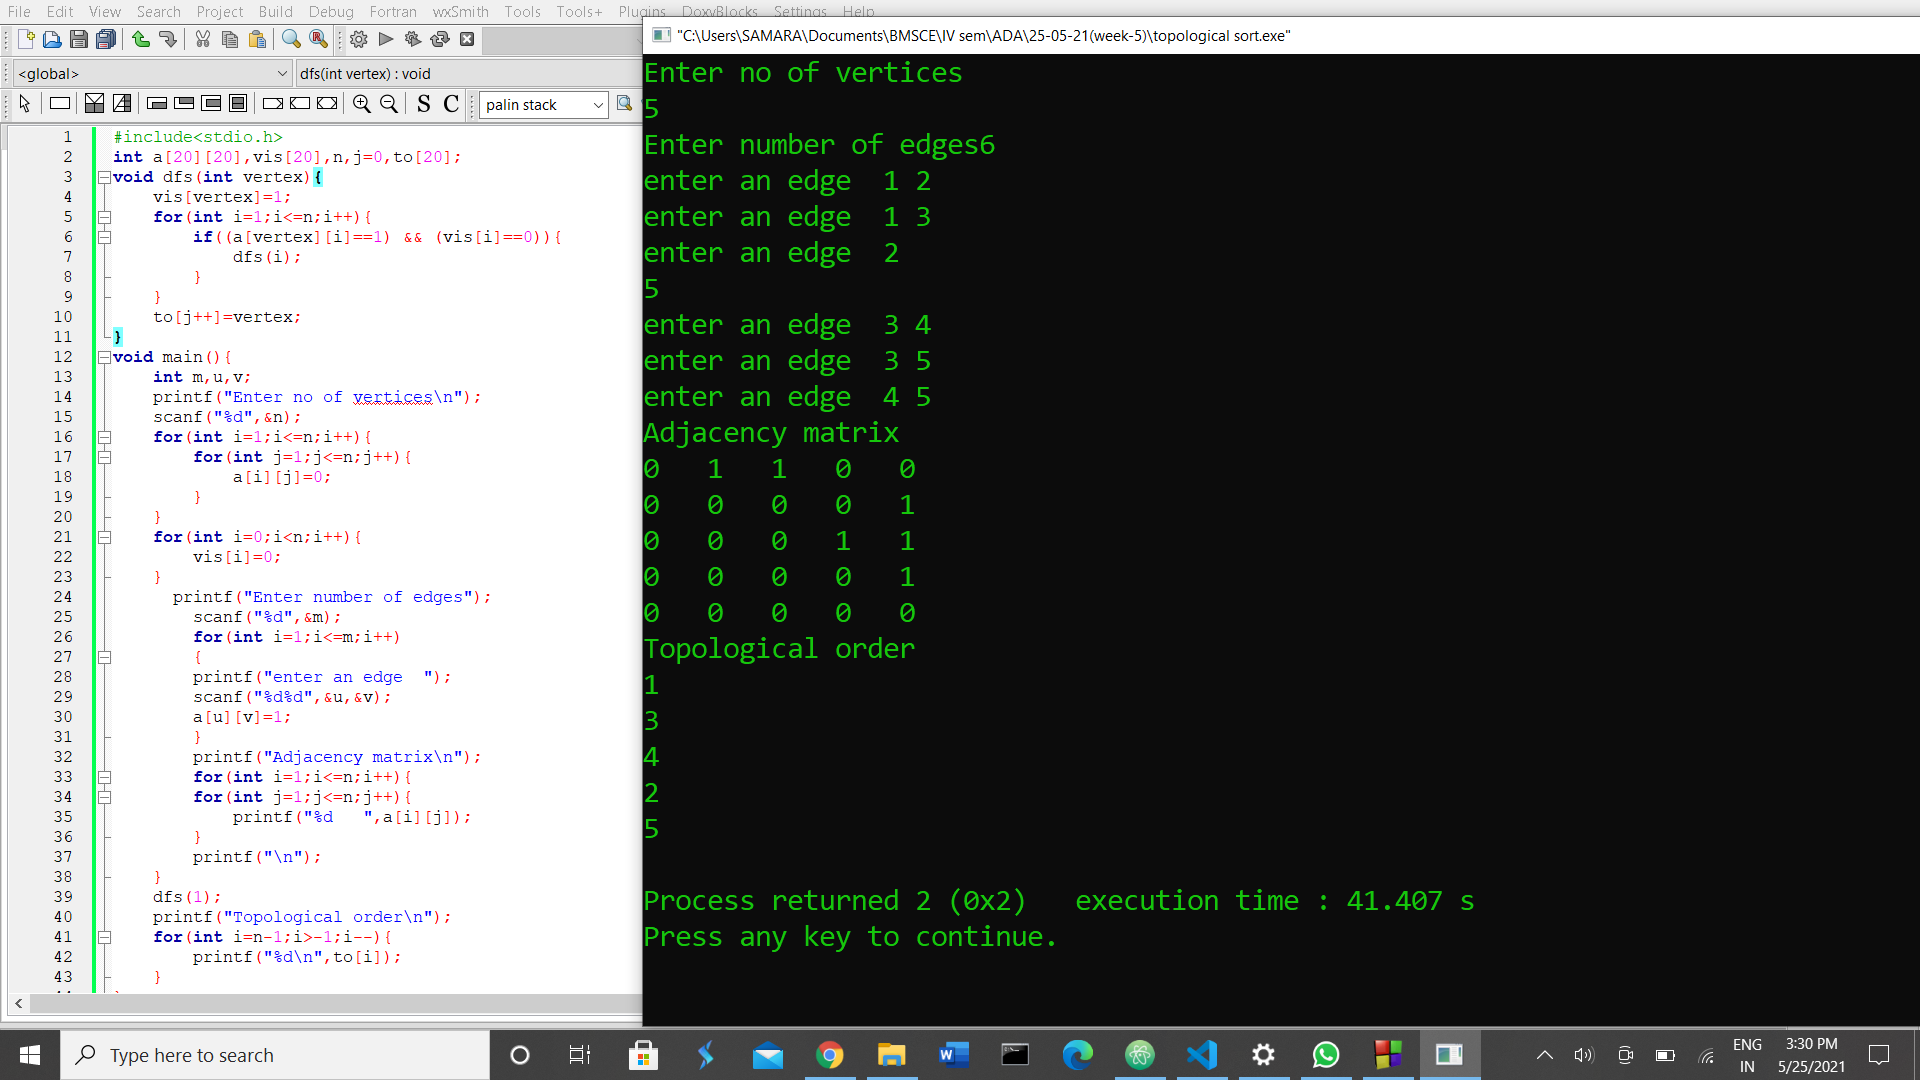 File Edit View Search Project Build Debug Fortran wxSmith Tools Tools+ Plugins DoxyBlocks Settings Help
<global>
dfs(int vertex) : void
S C
palin stack
1 #include<stdio.h>
2 int a[20][20],vis[20],n,j=0,to[20];
3 void dfs(int vertex){
4 vis[vertex]=1;
5 for(int i=1;i<=n;i++){
6 if((a[vertex][i]==1) && (vis[i]==0)){
7 dfs(i);
8 }
9 }
10 to[j++]=vertex;
11 }
12 void main(){
13 int m,u,v;
14 printf("Enter no of vertices\n");
15 scanf("%d",&n);
16 for(int i=1;i<=n;i++){
17 for(int j=1;j<=n;j++){
18 a[i][j]=0;
19 }
20 }
21 for(int i=0;i<n;i++){
22 vis[i]=0;
23 }
24 printf("Enter number of edges");
25 scanf("%d",&m);
26 for(int i=1;i<=m;i++)
27 {
28 printf("enter an edge  ");
29 scanf("%d%d",&u,&v);
30 a[u][v]=1;
31 }
32 printf("Adjacency matrix\n");
33 for(int i=1;i<=n;i++){
34 for(int j=1;j<=n;j++){
35 printf("%d   ",a[i][j]);
36 }
37 printf("\n");
38 }
39 dfs(1);
40 printf("Topological order\n");
41 for(int i=n-1;i>-1;i--){
42 printf("%d\n",to[i]);
43 }
"C:\Users\SAMARA\Documents\BMSCE\IV sem\ADA\25-05-21(week-5)\topological sort.exe"
Enter no of vertices
5
Enter number of edges6
enter an edge  1 2
enter an edge  1 3
enter an edge  2
5
enter an edge  3 4
enter an edge  3 5
enter an edge  4 5
Adjacency matrix
0   1   1   0   0
0   0   0   0   1
0   0   0   1   1
0   0   0   0   1
0   0   0   0   0
Topological order
1
3
4
2
5
Process returned 2 (0x2)   execution time : 41.407 s
Press any key to continue.
Type here to search
ENG
IN
3:30 PM
5/25/2021